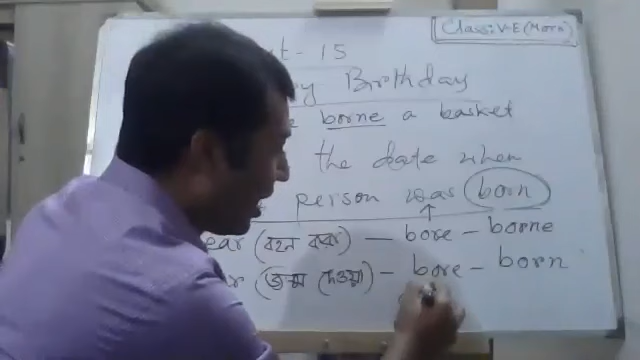 Class: V-E (Morn)
- 15
Birthday
borne a basket
the date when
person was born
(বহন করা) — bore - borne
(জন্ম দেওয়া) - bore - born